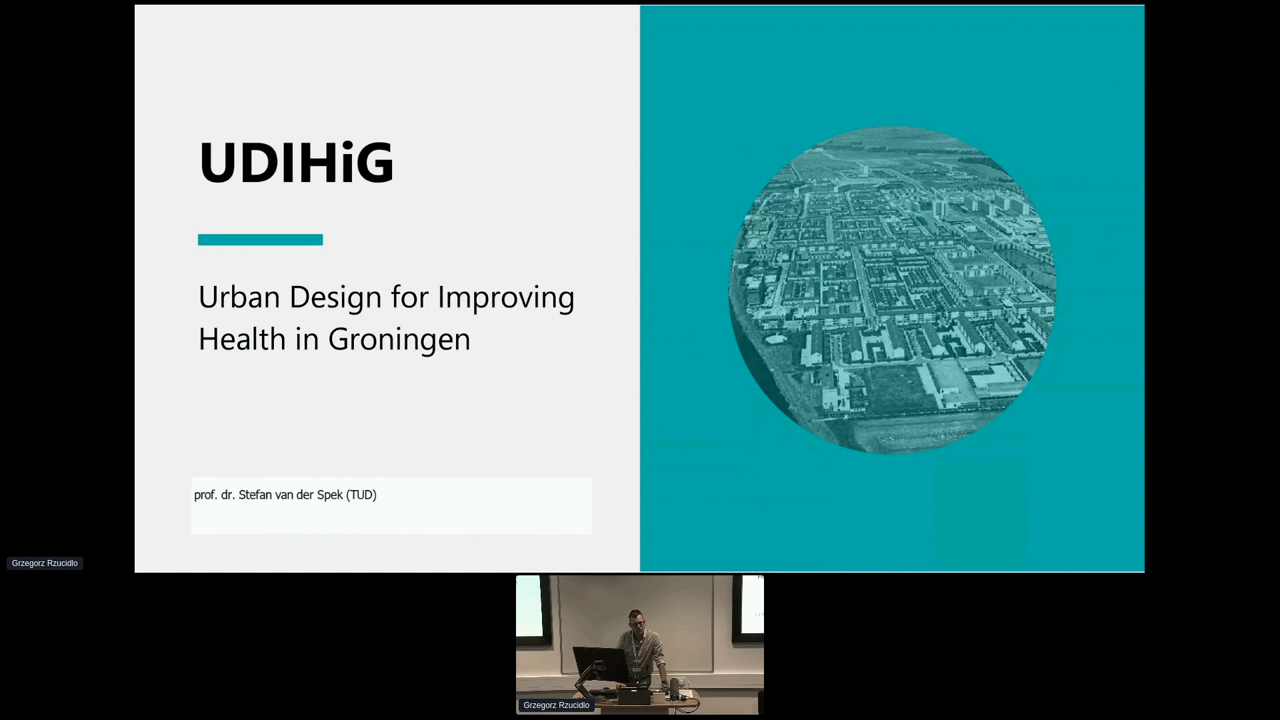 UDIHiG
Urban Design for Improving
Health in Groningen
prof. dr. Stefan van der Spek (TUD)
Grzegorz Rzucidlo
Grzegorz Rzucidlo